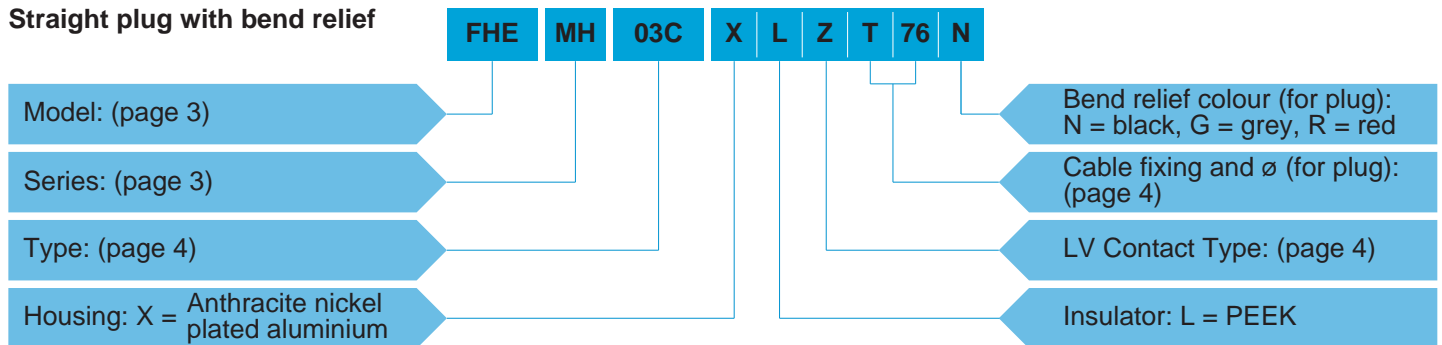 Straight plug with bend relief
FHE MH 03C X L Z T 76 N
Model: (page 3)
Series: (page 3)
Type: (page 4)
Housing: X = Anthracite nickel
plated aluminium
Bend relief colour (for plug):
N = black, G = grey, R = red
Cable fixing and ø (for plug):
(page 4)
LV Contact Type: (page 4)
Insulator: L = PEEK